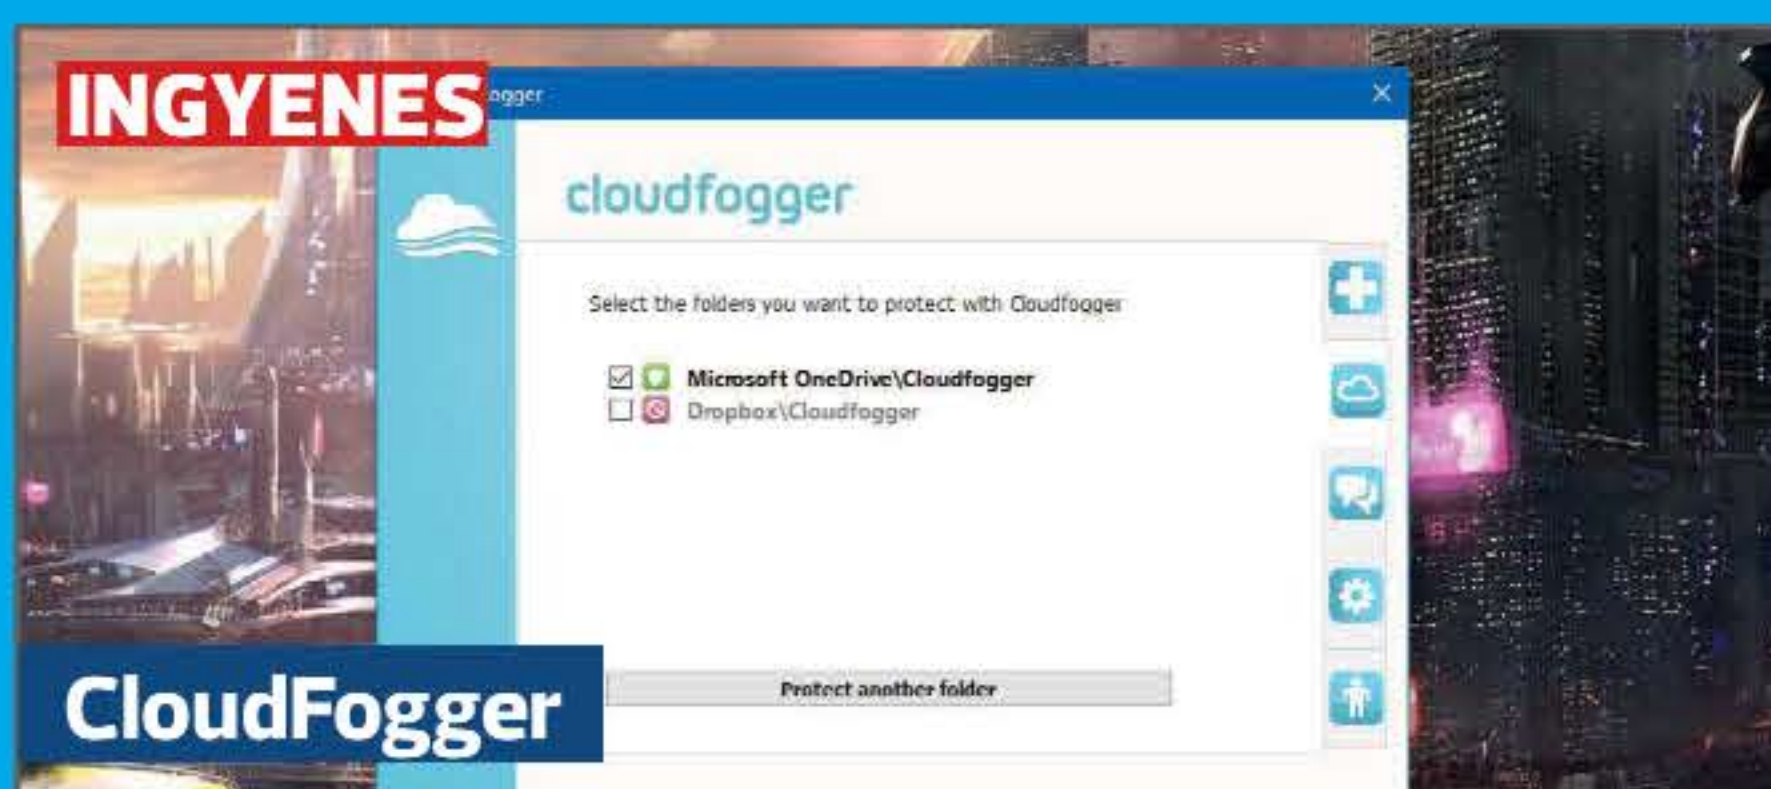 INGYENES
ogger
cloudfogger
Select the folders you want to protect with Cloudfogger
Microsoft OneDrive\Cloudfogger
Dropbox\Cloudfogger
Protect another folder
CloudFogger